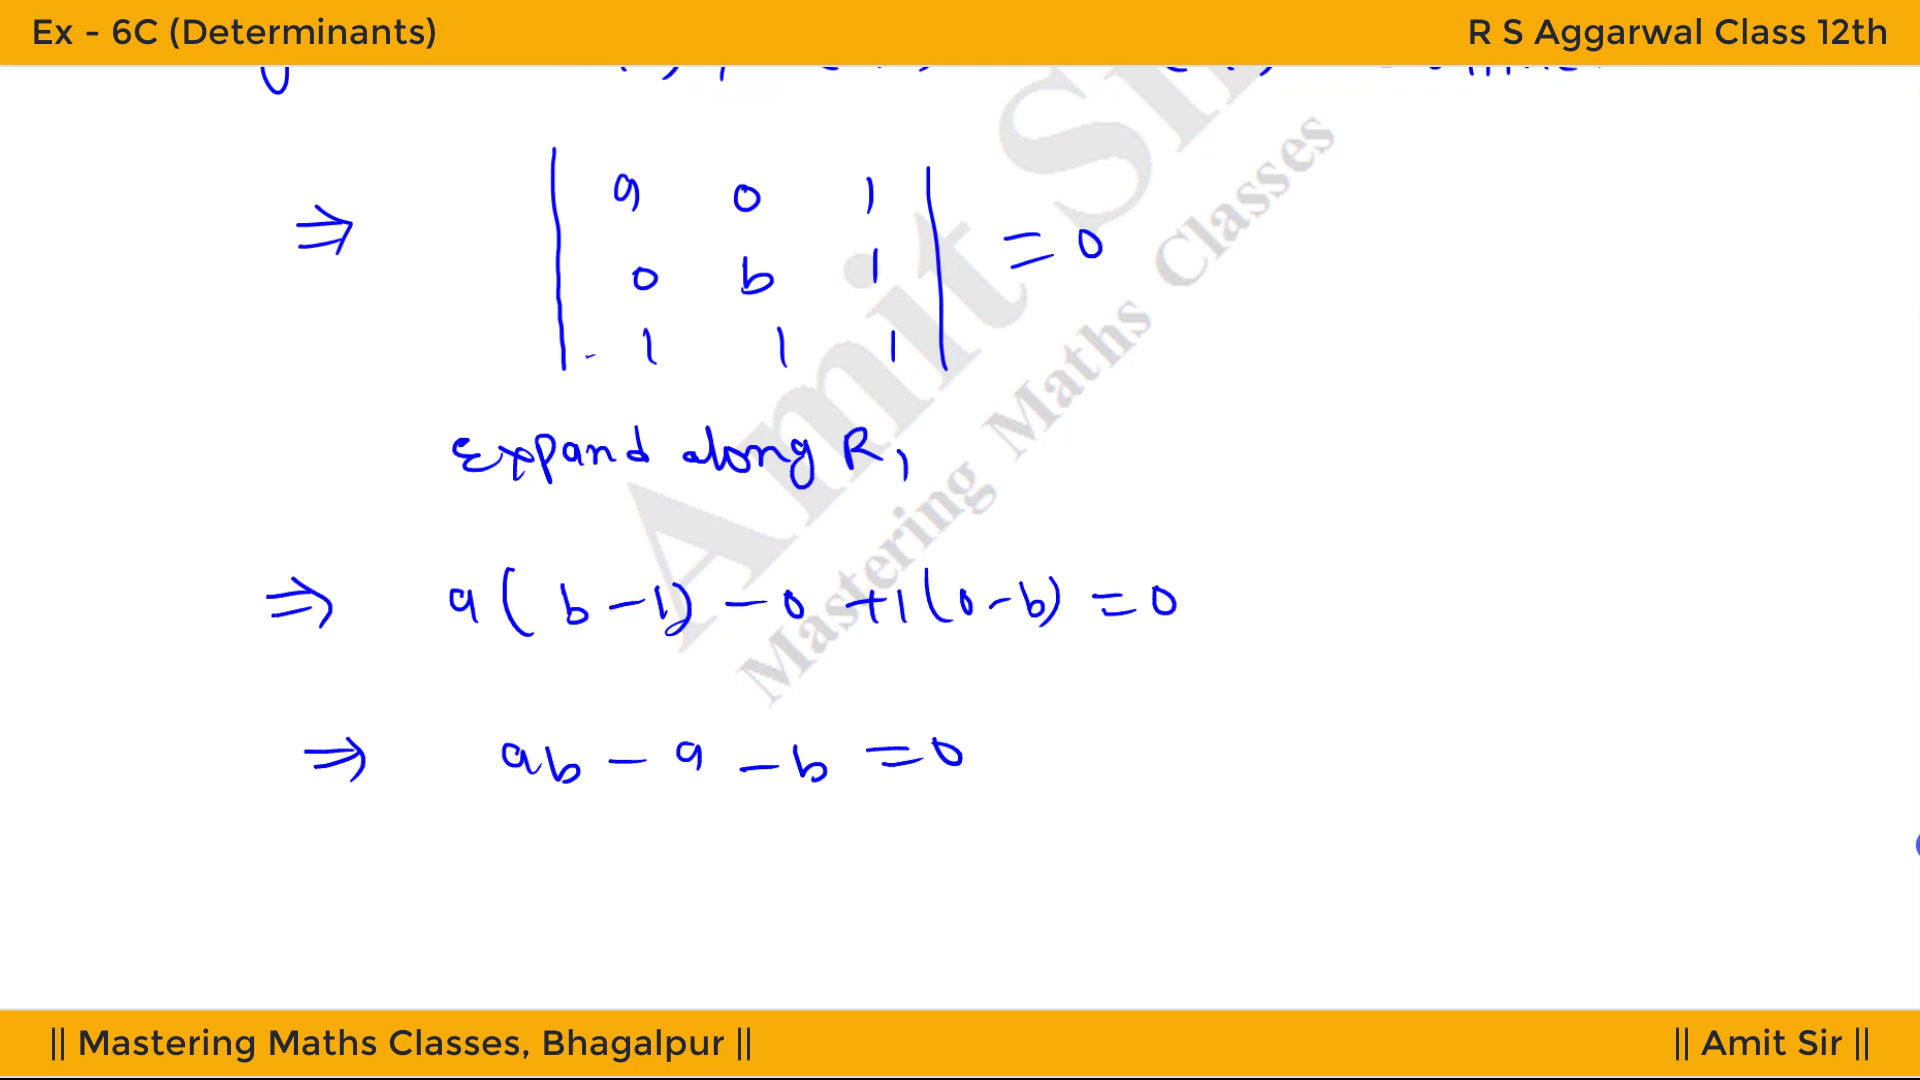 Ex - 6C (Determinants)
R S Aggarwal Class 12th
⇒ | a 0 1 |
| 0 b 1 | = 0
| 1 1 1 |
Expand along R₁
⇒ a(b-1) - 0 + 1(0-b) = 0
⇒ ab - a - b = 0
Amit Sir
Mastering Maths Classes
|| Mastering Maths Classes, Bhagalpur ||
|| Amit Sir ||